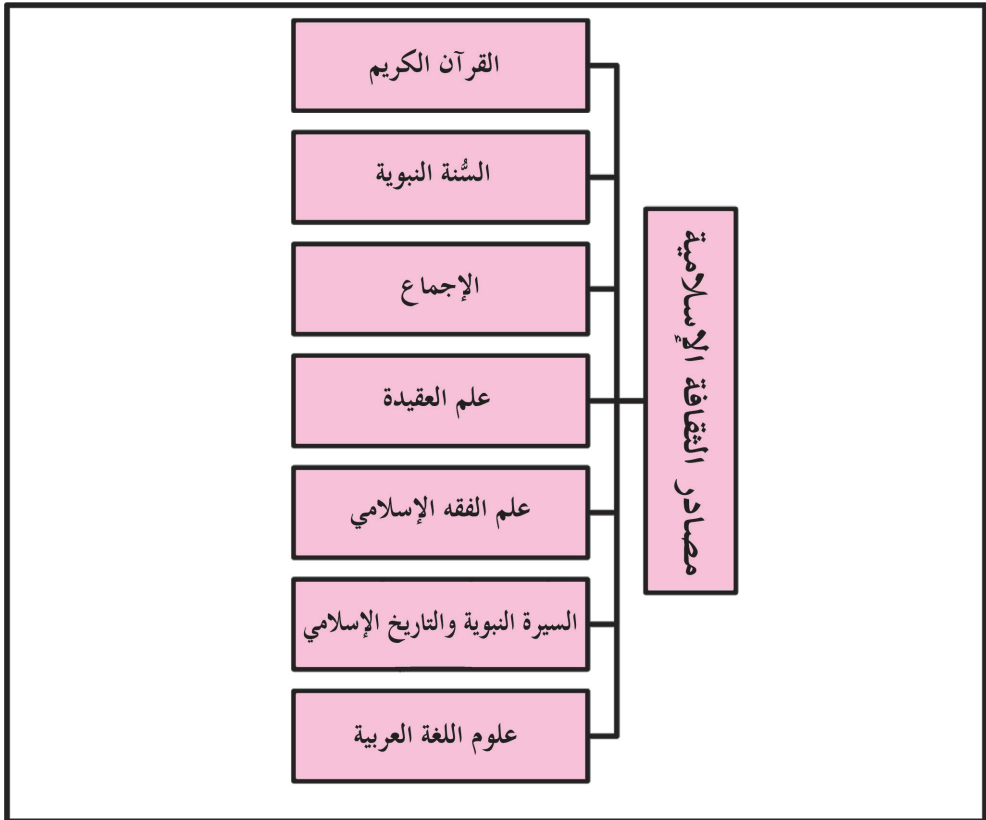 مصادر الثقافة الإسلامية
القرآن الكريم
السُّنة النبوية
الإجماع
علم العقيدة
علم الفقه الإسلامي
السيرة النبوية والتاريخ الإسلامي
علوم اللغة العربية